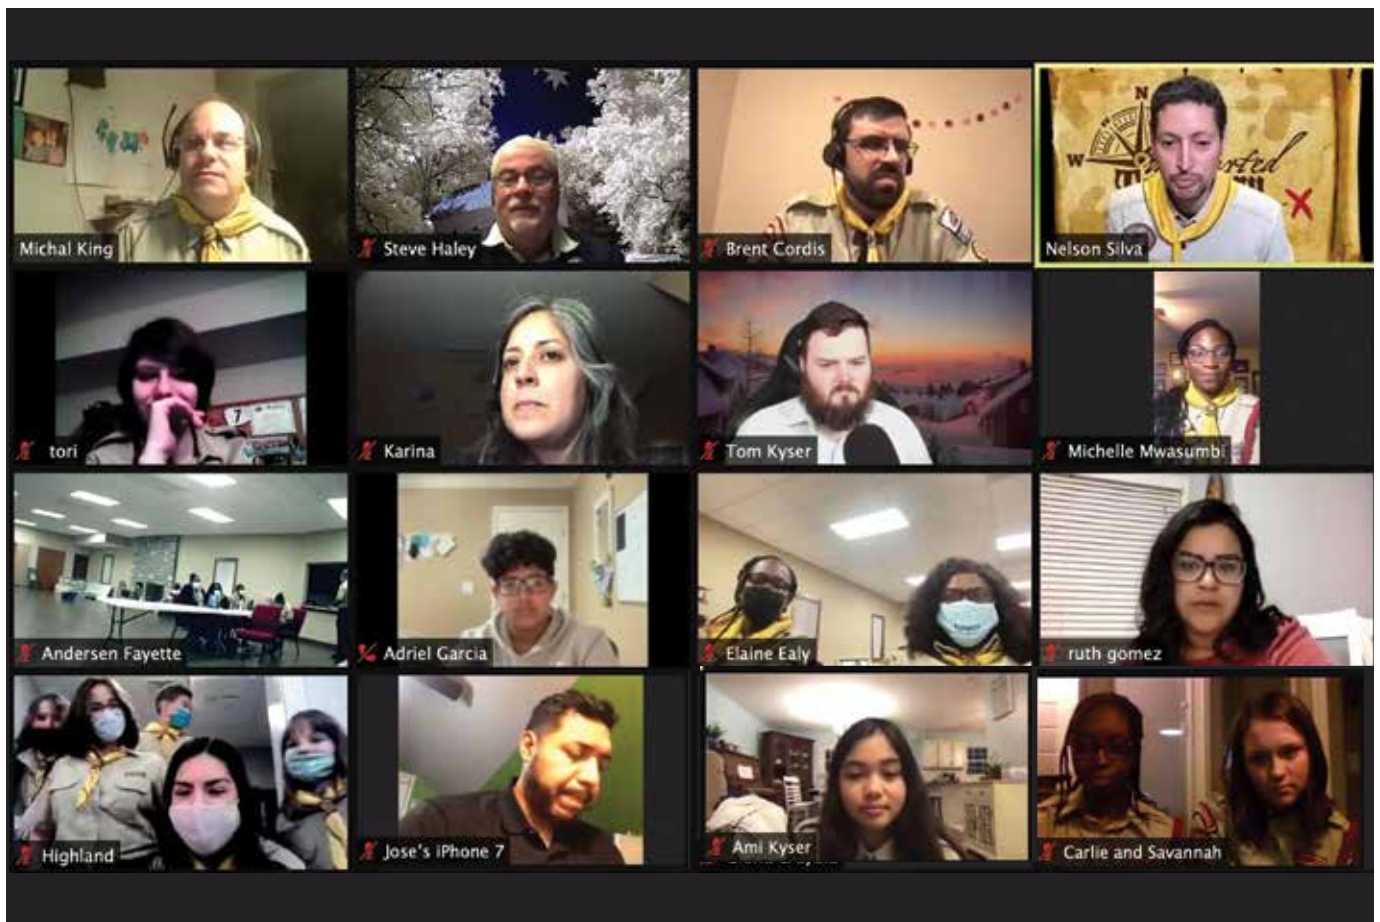 Michal King
Steve Haley
Brent Cordis
N
W
Nelson Silva
tori
7
Karina
Tom Kyser
Michelle Mwasumbi
Andersen Fayette
Adriel Garcia
Elaine Ealy
ruth gomez
Highland
Jose's iPhone 7
Ami Kyser
Carlie and Savannah